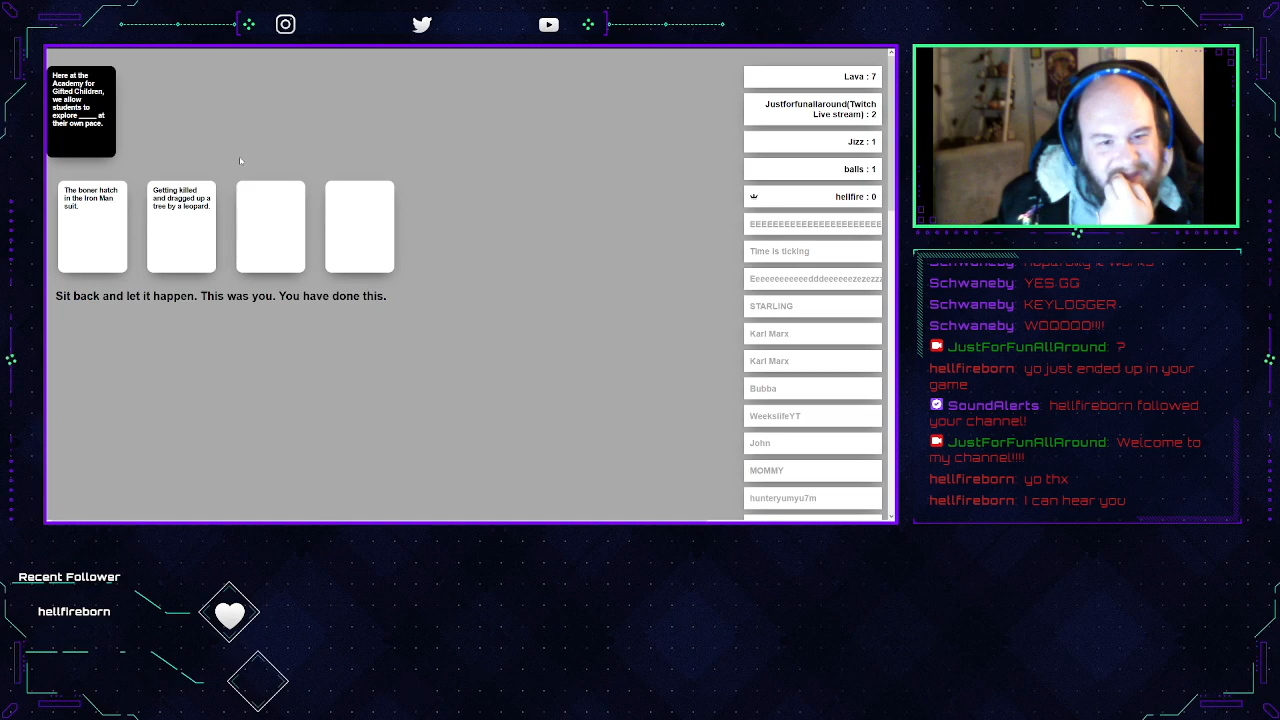 Here at the
Academy for
Gifted Children,
we allow
students to
explore _____ at
their own pace.
The boner hatch
in the Iron Man
suit.
Getting killed
and dragged up a
tree by a leopard.
Sit back and let it happen. This was you. You have done this.
Lava : 7
Justforfunallaround(Twitch
Live stream) : 2
Jizz : 1
balls : 1
hellfire : 0
Time is ticking
STARLING
Karl Marx
Karl Marx
Bubba
WeekslifeYT
John
MOMMY
hunteryumyu7m
Schwaneby: hopefully it works
Schwaneby: YES GG
Schwaneby: KEYLOGGER
Schwaneby: WOOOOO!!!!
JustForFunAllAround: ?
hellfireborn: yo just ended up in your
game
SoundAlerts: hellfireborn followed
your channel!
JustForFunAllAround: Welcome to
my channel!!!!
hellfireborn: yo thx
hellfireborn: I can hear you
Recent Follower
hellfireborn